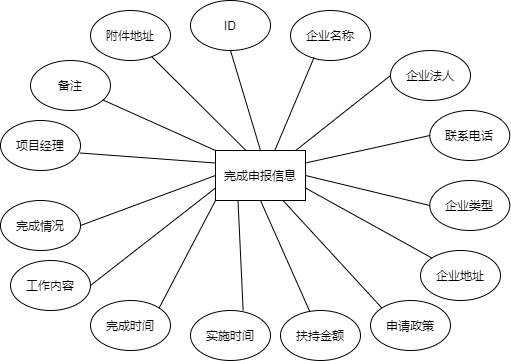 ID
附件地址
企业名称
备注
企业法人
项目经理
联系电话
完成申报信息
完成情况
企业类型
工作内容
企业地址
完成时间
实施时间
扶持金额
申请政策